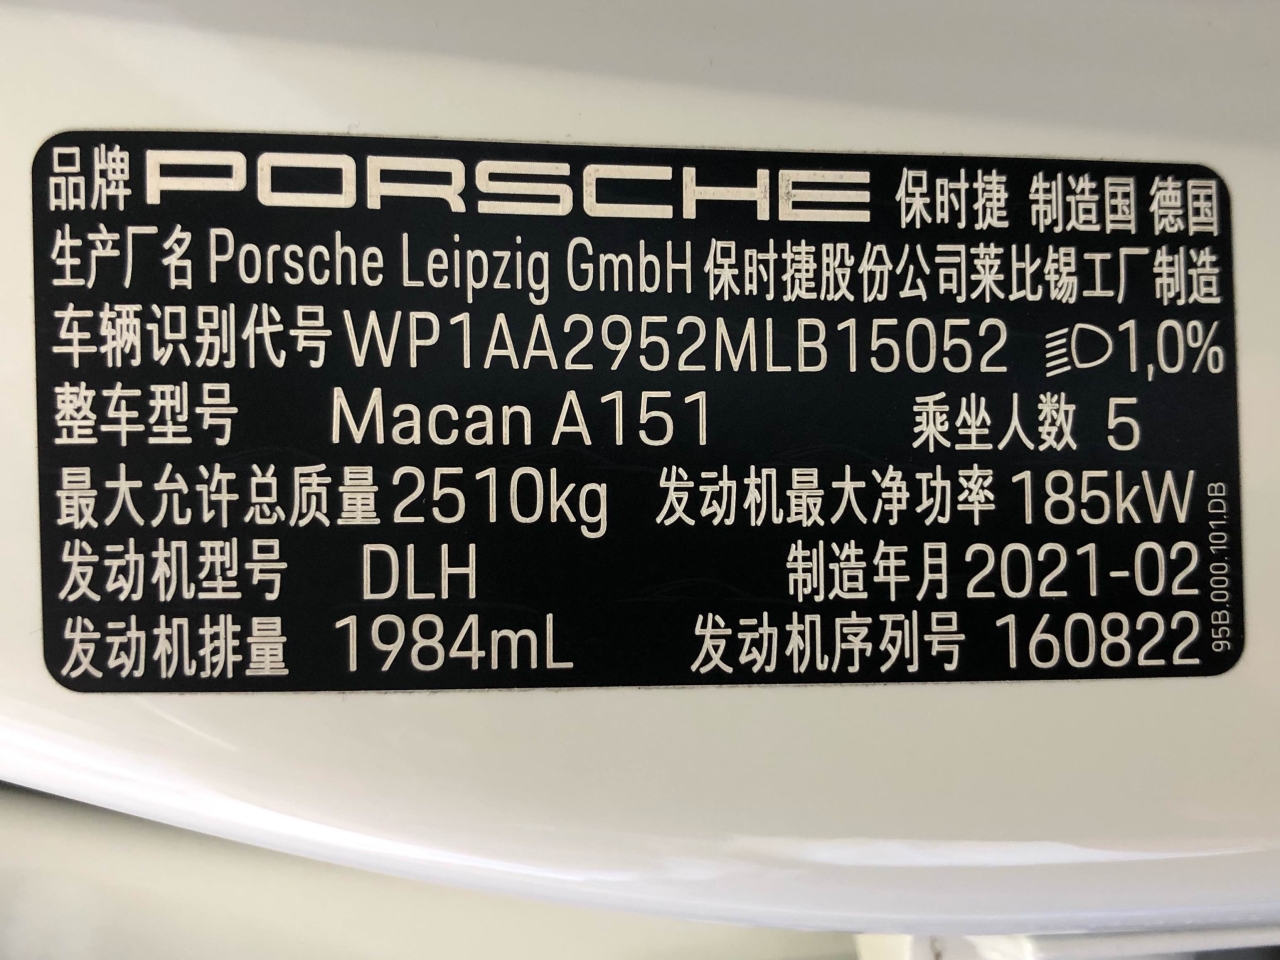 品牌 PORSCHE 保时捷 制造国 德国
生产厂名 Porsche Leipzig GmbH 保时捷股份公司莱比锡工厂制造
车辆识别代号 WP1AA2952MLB15052 1,0%
整车型号 Macan A151 乘坐人数 5
最大允许总质量 2510kg 发动机最大净功率 185kW
发动机型号 DLH 制造年月 2021-02
发动机排量 1984mL 发动机序列号 160822
95B.000.101.DB